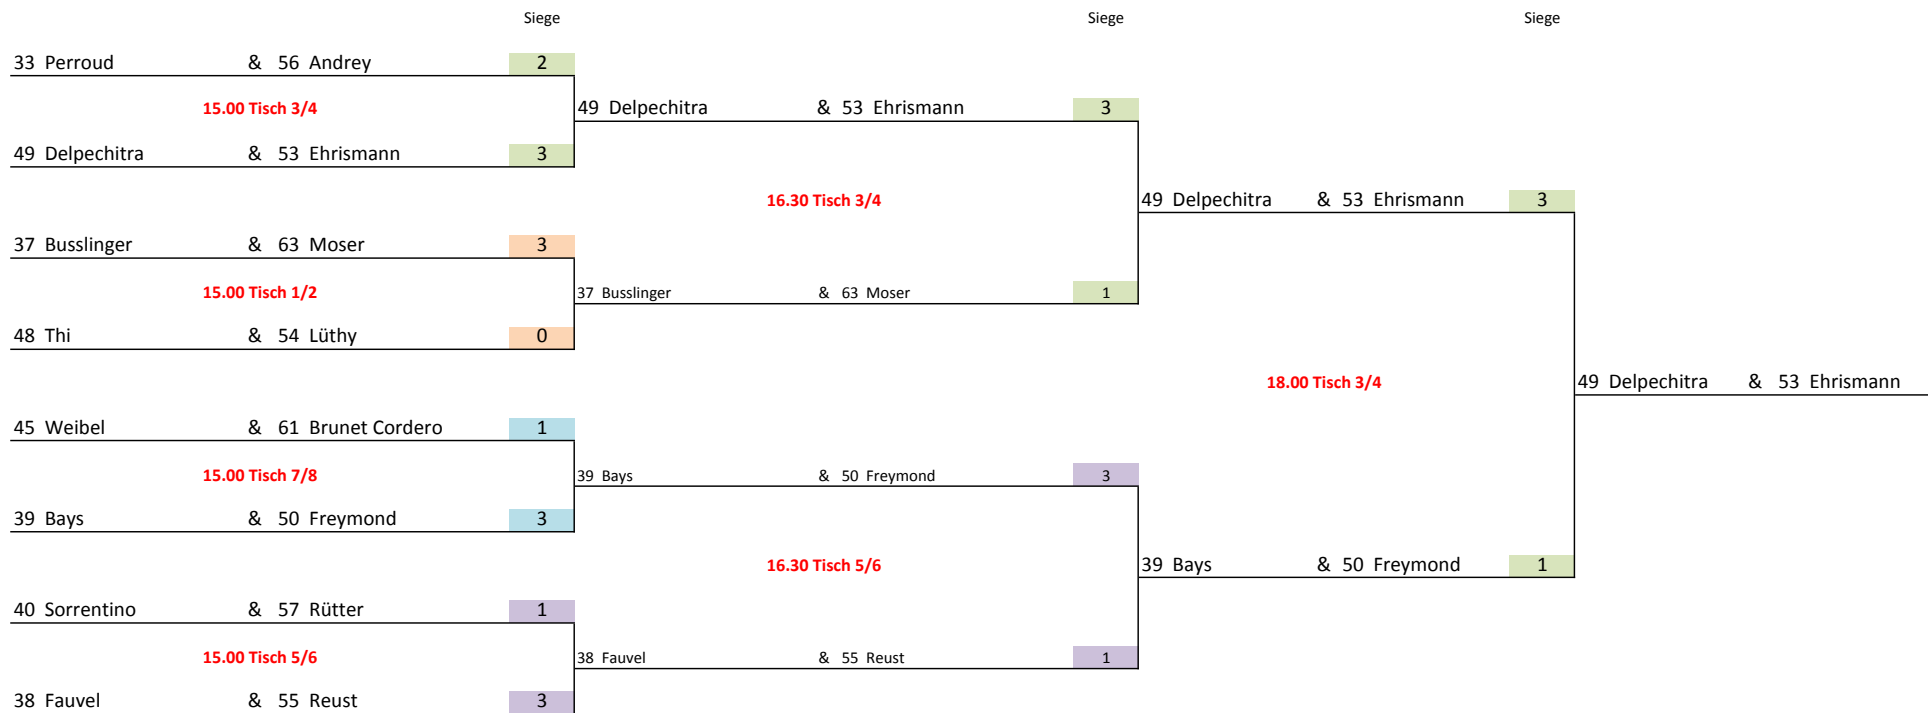 Siege Siege Siege
33 Perroud & 56 Andrey 2
15.00 Tisch 3/4
49 Delpechitra & 53 Ehrismann 3
49 Delpechitra & 53 Ehrismann 3
16.30 Tisch 3/4
49 Delpechitra & 53 Ehrismann 3
37 Busslinger & 63 Moser 3
15.00 Tisch 1/2
37 Busslinger & 63 Moser 1
48 Thi & 54 Lüthy 0
18.00 Tisch 3/4
49 Delpechitra & 53 Ehrismann
45 Weibel & 61 Brunet Cordero 1
15.00 Tisch 7/8
39 Bays & 50 Freymond 3
39 Bays & 50 Freymond 3
16.30 Tisch 5/6
39 Bays & 50 Freymond 1
40 Sorrentino & 57 Rütter 1
15.00 Tisch 5/6
38 Fauvel & 55 Reust 1
38 Fauvel & 55 Reust 3